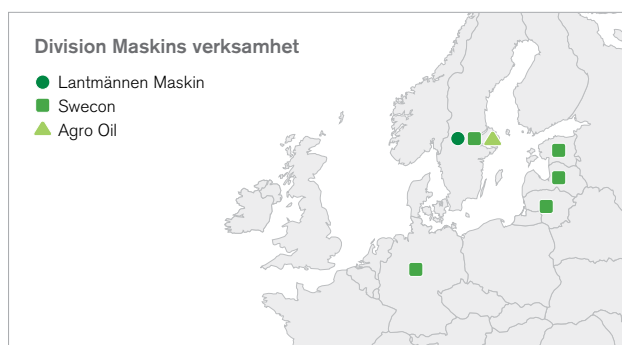 Division Maskins verksamhet
Lantmännen Maskin
Swecon
Agro Oil